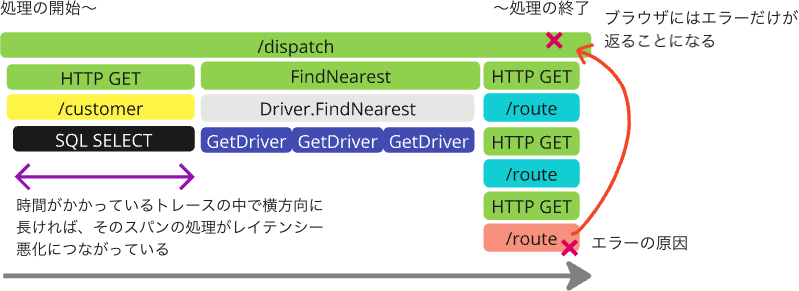 処理の開始～
～処理の終了
ブラウザにはエラーだけが
返ることになる
/dispatch
HTTP GET
FindNearest
HTTP GET
/customer
Driver.FindNearest
/route
SQL SELECT
GetDriver
GetDriver
GetDriver
HTTP GET
/route
HTTP GET
/route
時間がかかっているトレースの中で横方向に
長ければ、そのスパンの処理がレイテンシー
悪化につながっている
エラーの原因